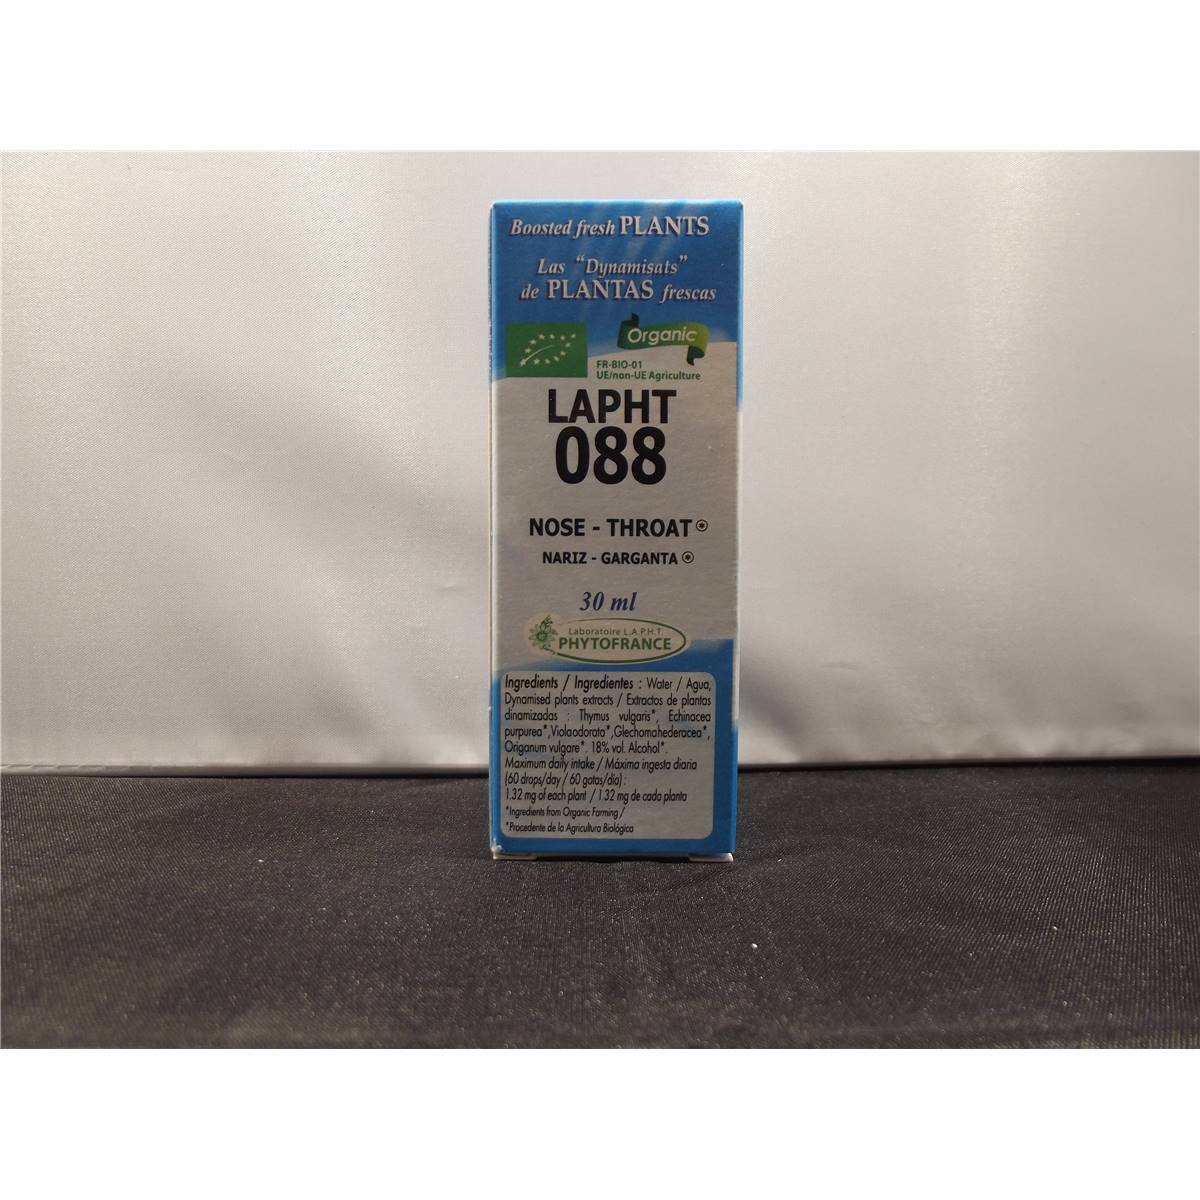 Boosted fresh PLANTS
Las "Dynamisats"
de PLANTAS frescas
Organic
FR-BIO-01
UE/non-UE Agriculture
LAPHT
088
NOSE - THROAT
NARIZ - GARGANTA
30 ml
Laboratoire L.A.P.H.T.
PHYTOFRANCE
Ingredients / Ingredientes : Water / Agua,
Dynamised plants extracts / Extractos de plantas
dinamizadas : Thymus vulgaris*, Echinacea
purpurea*,Violaodorata*,Glechomahederacea*,
Origanum vulgare*. 18% vol. Alcohol*.
Maximum daily intake / Máxima ingesta diaria
(60 drops/day / 60 gotas/día) :
1.32 mg of each plant / 1.32 mg de cada planta
*Ingredients from Organic Farming /
*Procedente de la Agricultura Biológica